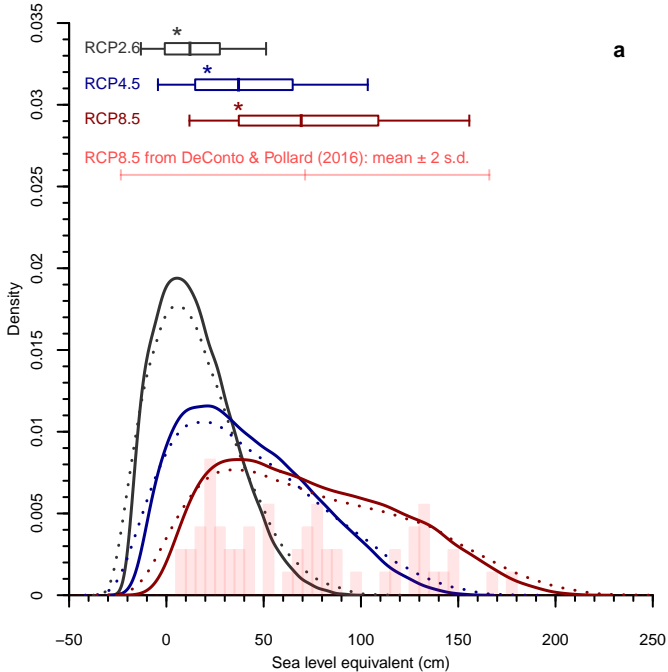 a
RCP2.6
*
RCP4.5
*
RCP8.5
*
RCP8.5 from DeConto & Pollard (2016): mean ± 2 s.d.
Density
0.035
0.03
0.025
0.02
0.015
0.01
0.005
0
−50 0 50 100 150 200 250
Sea level equivalent (cm)